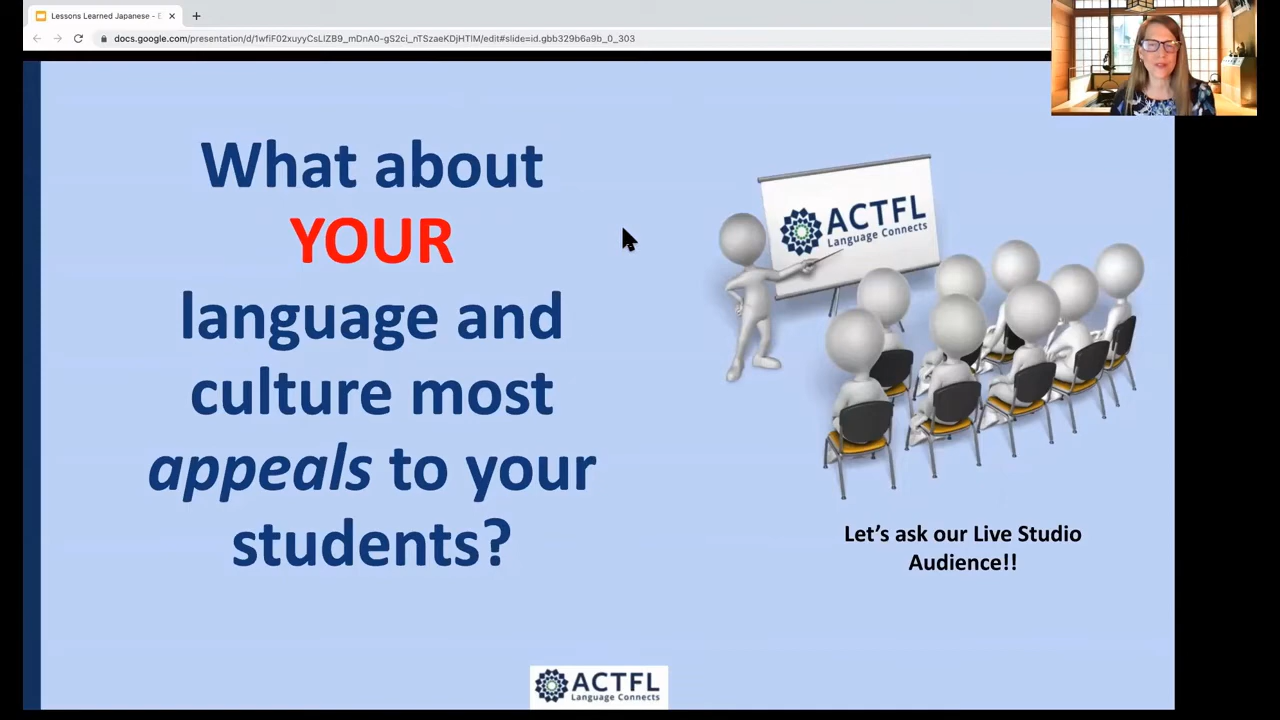 Lessons Learned Japanese - E
docs.google.com/presentation/d/1wfiF02xuyyCsLIZB9_mDnA0-gS2ci_nTSzaeKDjHTIM/edit#slide=id.gbb329b6a9b_0_303
What about
YOUR
language and
culture most
appeals to your
students?
ACTFL
Language Connects
Let's ask our Live Studio
Audience!!
ACTFL
Language Connects